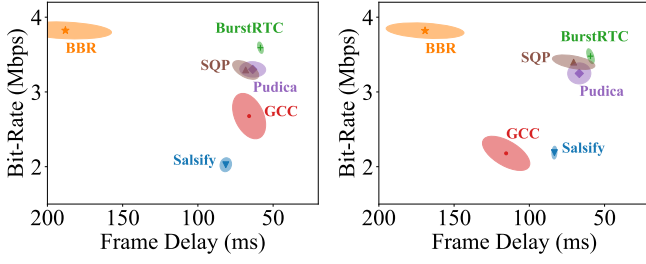 Bit-Rate (Mbps)
4
3
2
BBR
BurstRTC
SQP
Pudica
GCC
Salsify
200
150
100
50
Frame Delay (ms)
Bit-Rate (Mbps)
4
3
2
BBR
BurstRTC
SQP
Pudica
GCC
Salsify
200
150
100
50
Frame Delay (ms)